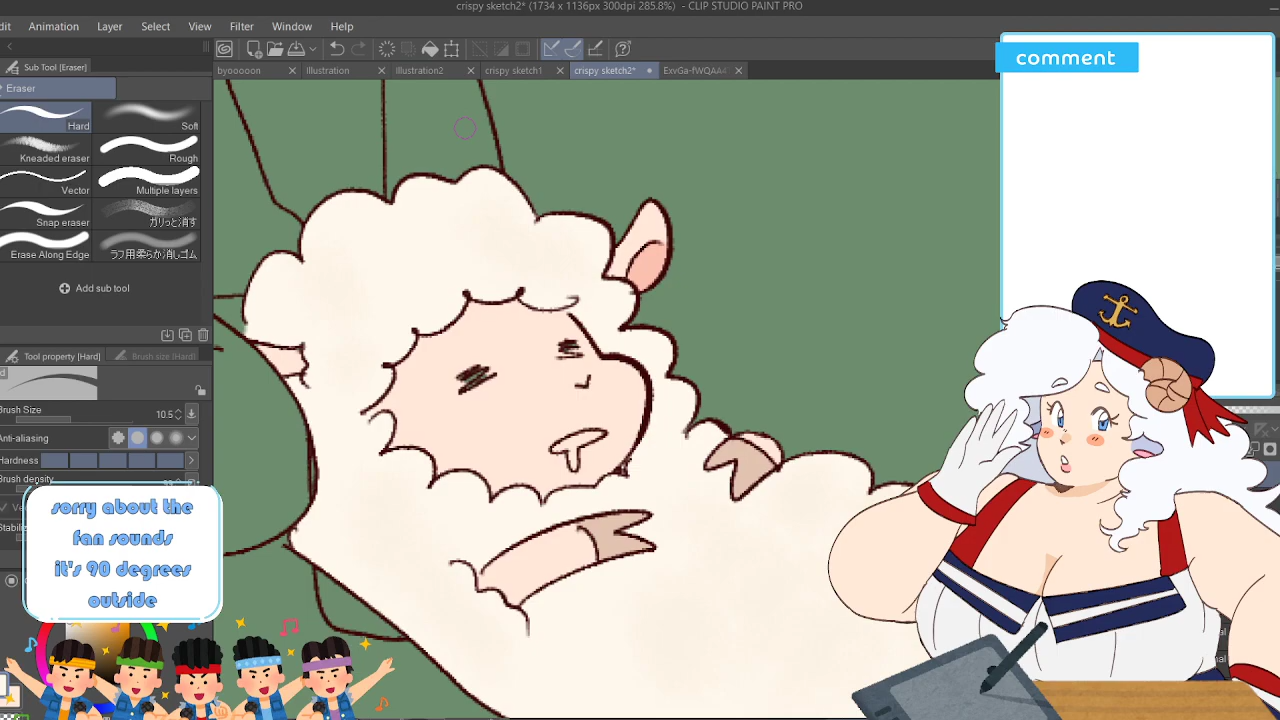 crispy sketch2* (1734 x 1136px 300dpi 285.8%) - CLIP STUDIO PAINT PRO
dit Animation Layer Select View Filter Window Help
Sub Tool [Eraser]
byooooon Illustration Illustration2 crispy sketch1 crispy sketch2*
Eraser
Hard Soft
Kneaded eraser Rough
Vector Multiple layers
Snap eraser ガリっと消す
Erase Along Edge ラフ用柔らか消しゴム
Add sub tool
Tool property [Hard] Brush size [Hard]
Brush Size 10.5
Anti-aliasing
Hardness
Brush density
comment
sorry about the
fan sounds
it's 90 degrees
outside